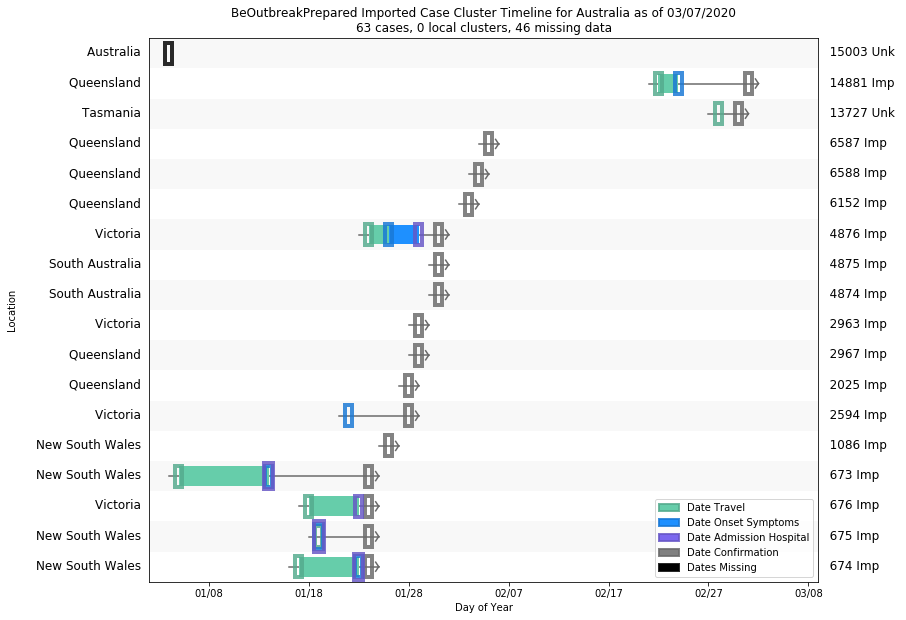 BeOutbreakPrepared Imported Case Cluster Timeline for Australia as of 03/07/2020
63 cases, 0 local clusters, 46 missing data
Australia 15003 Unk
Queensland 14881 Imp
Tasmania 13727 Unk
Queensland 6587 Imp
Queensland 6588 Imp
Queensland 6152 Imp
Victoria 4876 Imp
South Australia 4875 Imp
South Australia 4874 Imp
Location
Victoria 2963 Imp
Queensland 2967 Imp
Queensland 2025 Imp
Victoria 2594 Imp
New South Wales 1086 Imp
New South Wales 673 Imp
Victoria 676 Imp
New South Wales 675 Imp
New South Wales 674 Imp
Date Travel
Date Onset Symptoms
Date Admission Hospital
Date Confirmation
Dates Missing
01/08 01/18 01/28 02/07 02/17 02/27 03/08
Day of Year